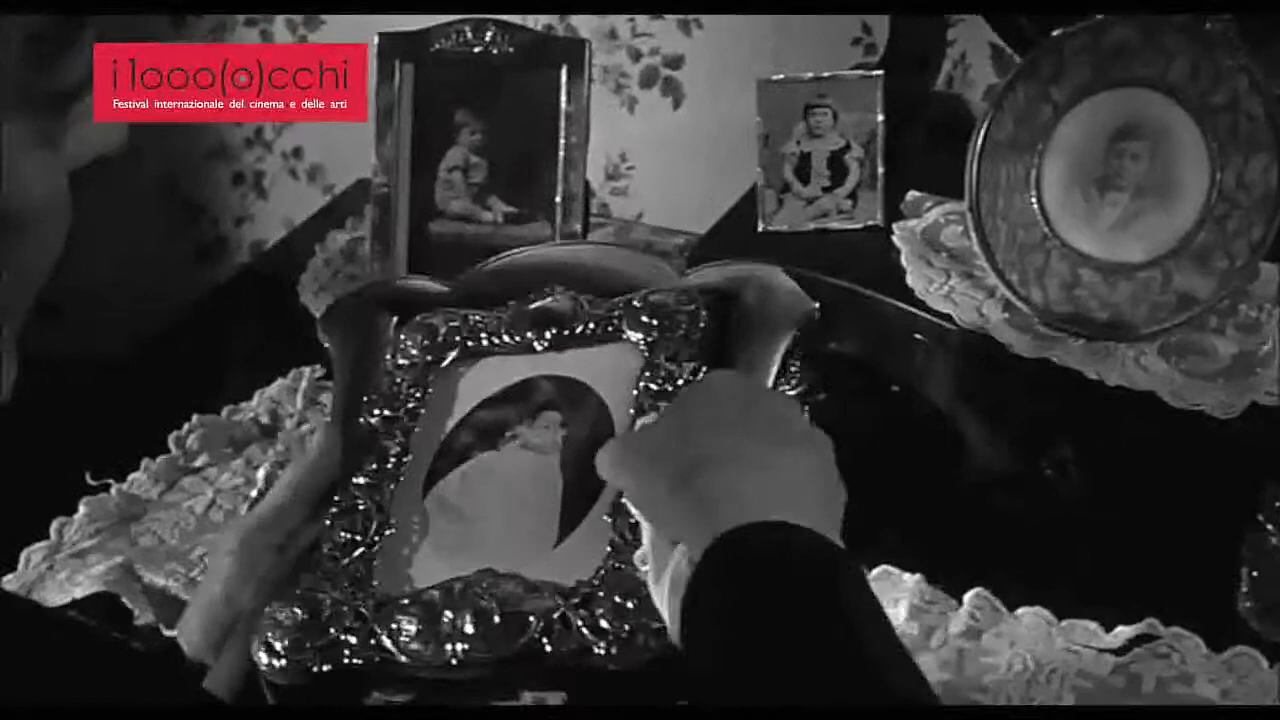 i 1000(o)cchi
Festival internazionale del cinema e delle arti